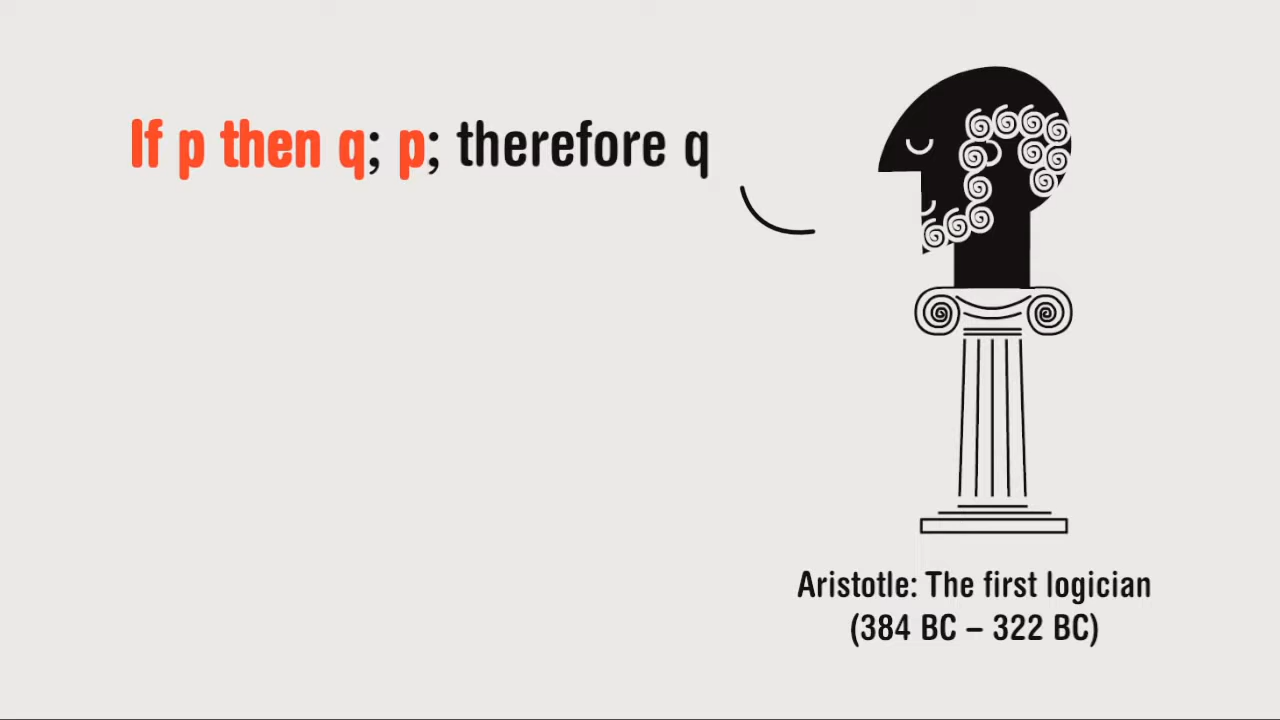 If p then q; p; therefore q
Aristotle: The first logician
(384 BC – 322 BC)